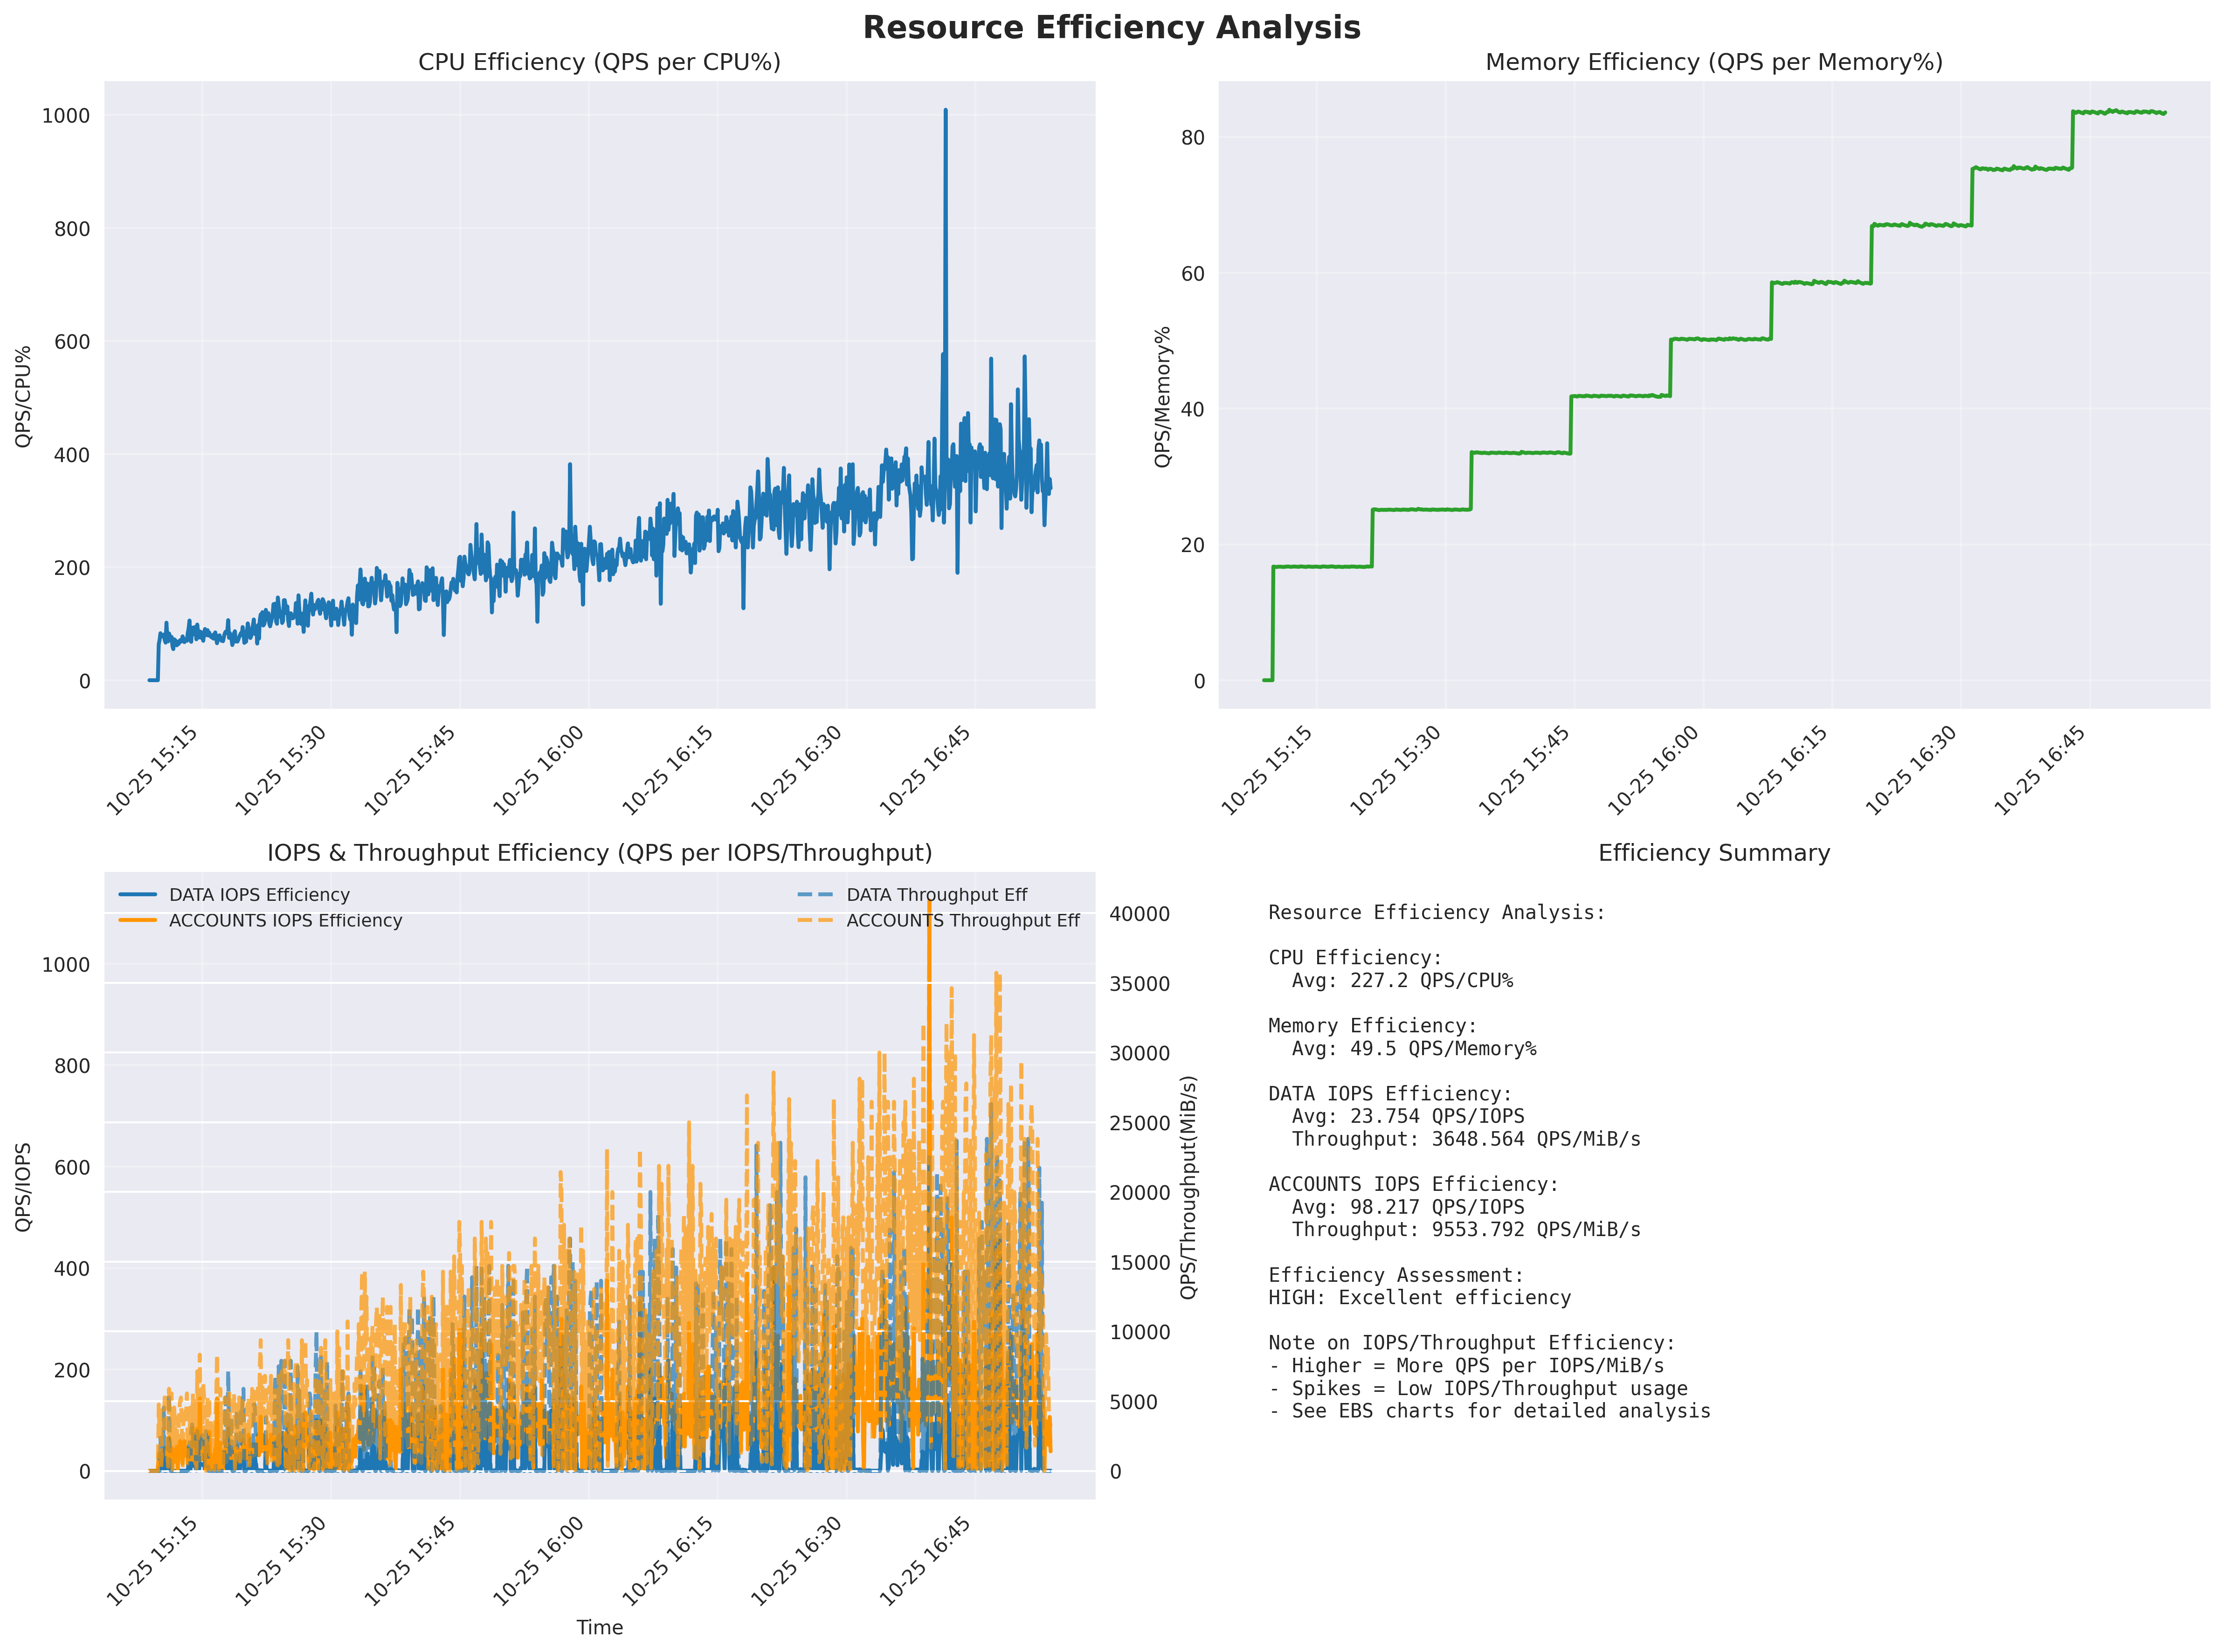 Resource Efficiency Analysis
CPU Efficiency (QPS per CPU%)
QPS/CPU%
1000
800
600
400
200
0
10-25 15:15
10-25 15:30
10-25 15:45
10-25 16:00
10-25 16:15
10-25 16:30
10-25 16:45
Memory Efficiency (QPS per Memory%)
QPS/Memory%
80
60
40
20
0
10-25 15:15
10-25 15:30
10-25 15:45
10-25 16:00
10-25 16:15
10-25 16:30
10-25 16:45
IOPS & Throughput Efficiency (QPS per IOPS/Throughput)
DATA IOPS Efficiency
ACCOUNTS IOPS Efficiency
DATA Throughput Eff
ACCOUNTS Throughput Eff
QPS/IOPS
1000
800
600
400
200
0
QPS/Throughput(MiB/s)
40000
35000
30000
25000
20000
15000
10000
5000
0
10-25 15:15
10-25 15:30
10-25 15:45
10-25 16:00
10-25 16:15
10-25 16:30
10-25 16:45
Time
Efficiency Summary
Resource Efficiency Analysis:
CPU Efficiency:
Avg: 227.2 QPS/CPU%
Memory Efficiency:
Avg: 49.5 QPS/Memory%
DATA IOPS Efficiency:
Avg: 23.754 QPS/IOPS
Throughput: 3648.564 QPS/MiB/s
ACCOUNTS IOPS Efficiency:
Avg: 98.217 QPS/IOPS
Throughput: 9553.792 QPS/MiB/s
Efficiency Assessment:
HIGH: Excellent efficiency
Note on IOPS/Throughput Efficiency:
- Higher = More QPS per IOPS/MiB/s
- Spikes = Low IOPS/Throughput usage
- See EBS charts for detailed analysis